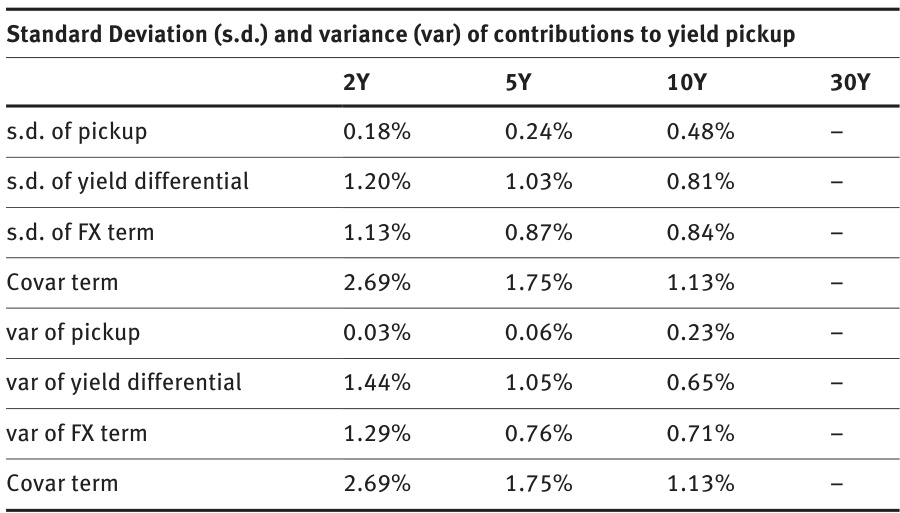 Standard Deviation (s.d.) and variance (var) of contributions to yield pickup
2Y 5Y 10Y 30Y
s.d. of pickup 0.18% 0.24% 0.48% –
s.d. of yield differential 1.20% 1.03% 0.81% –
s.d. of FX term 1.13% 0.87% 0.84% –
Covar term 2.69% 1.75% 1.13% –
var of pickup 0.03% 0.06% 0.23% –
var of yield differential 1.44% 1.05% 0.65% –
var of FX term 1.29% 0.76% 0.71% –
Covar term 2.69% 1.75% 1.13% –